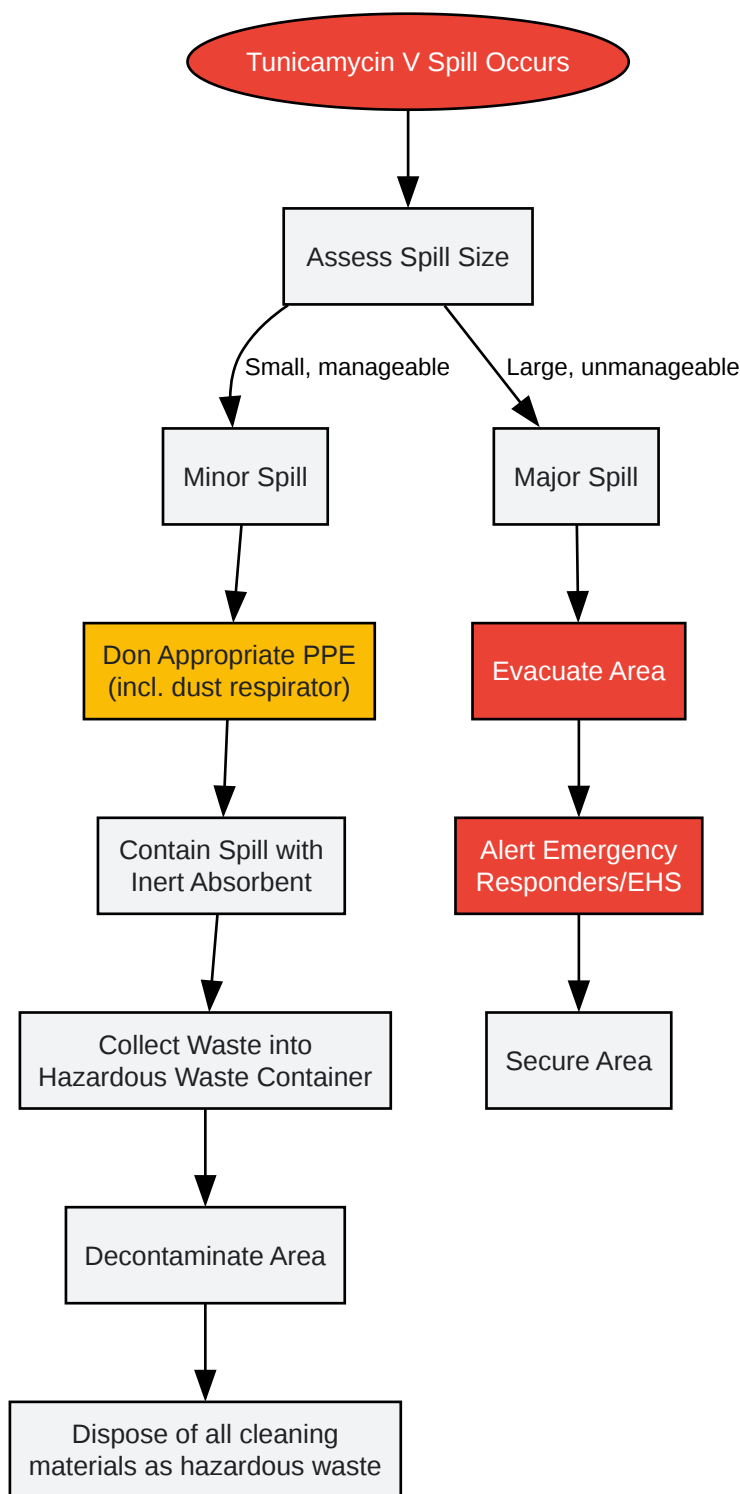 Tunicamycin V Spill Occurs
Assess Spill Size
Small, manageable
Large, unmanageable
Minor Spill
Major Spill
Don Appropriate PPE
(incl. dust respirator)
Evacuate Area
Contain Spill with
Inert Absorbent
Alert Emergency
Responders/EHS
Collect Waste into
Hazardous Waste Container
Secure Area
Decontaminate Area
Dispose of all cleaning
materials as hazardous waste